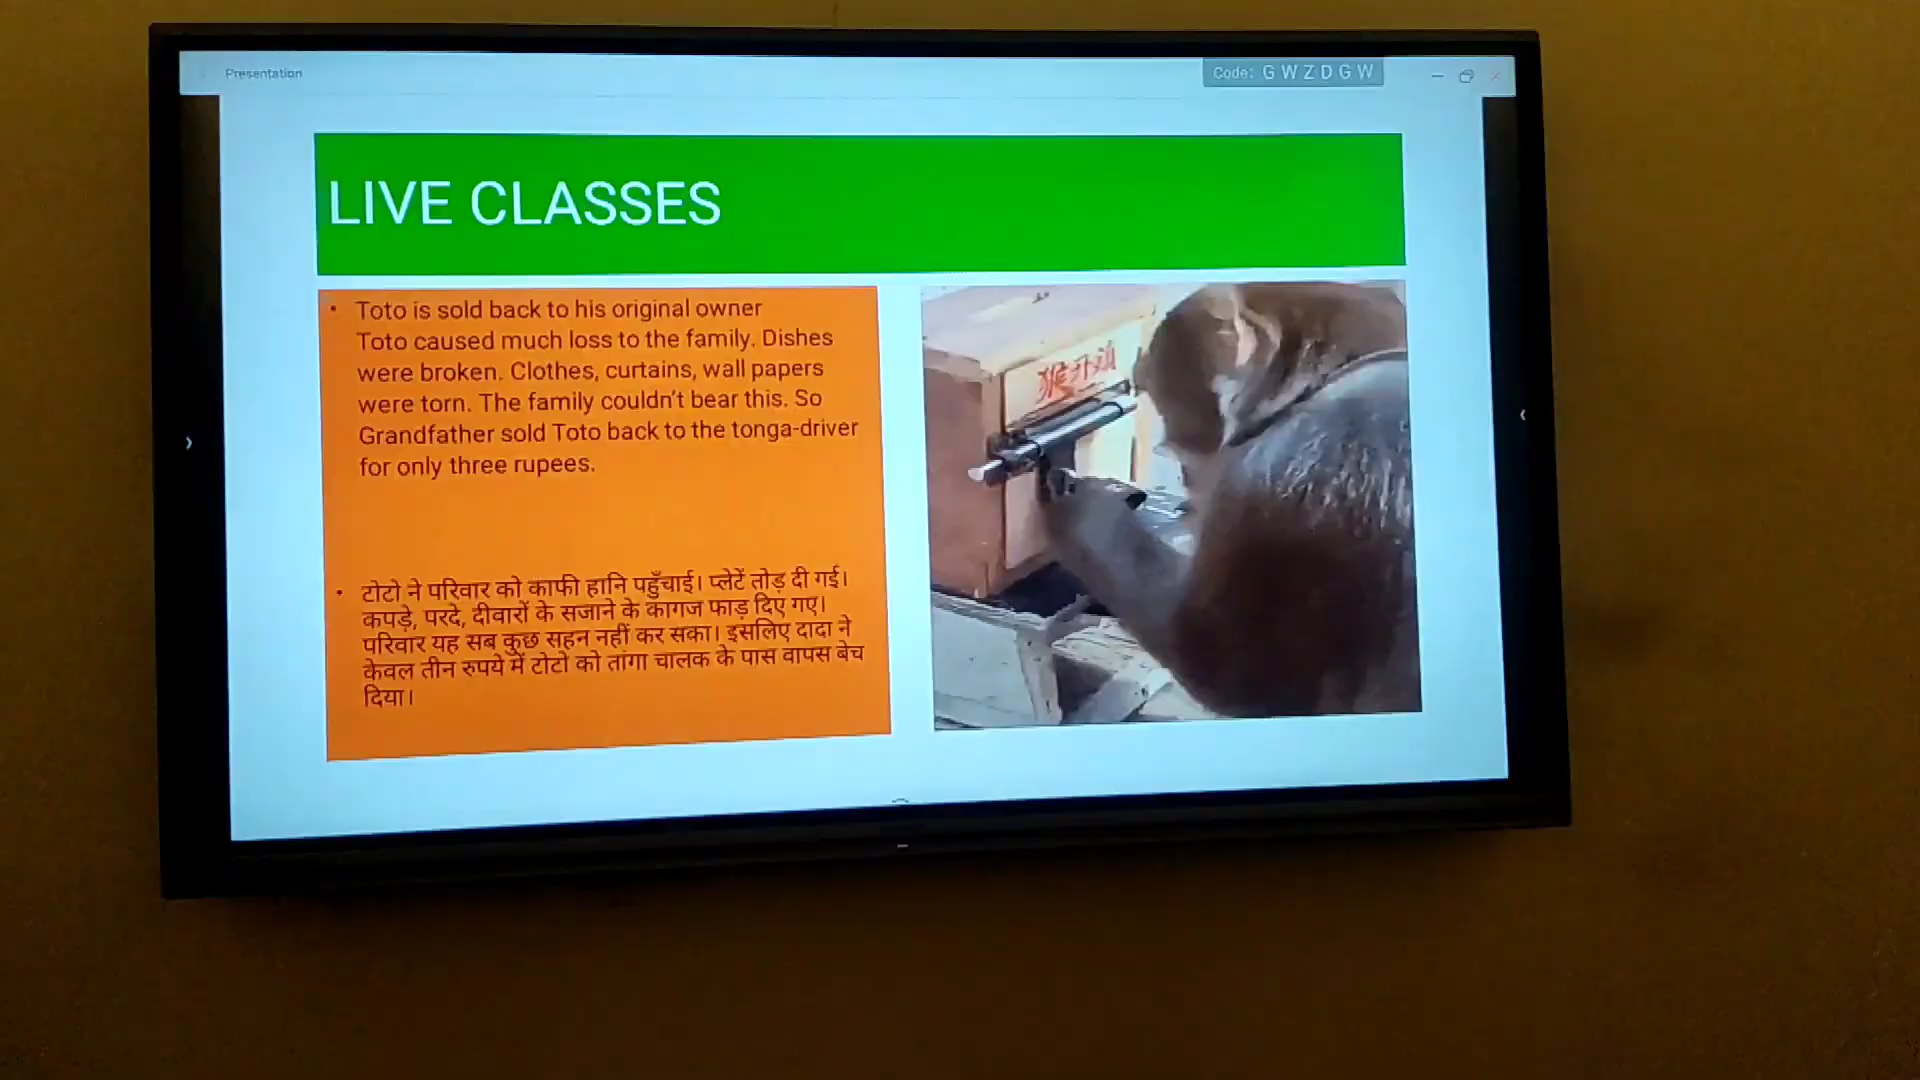 Presentation
Code: G W Z D G W
LIVE CLASSES
• Toto is sold back to his original owner
Toto caused much loss to the family. Dishes
were broken. Clothes, curtains, wall papers
were torn. The family couldn't bear this. So
Grandfather sold Toto back to the tonga-driver
for only three rupees.
• टोटो ने परिवार को काफी हानि पहुँचाई। प्लेटें तोड़ दी गई।
कपड़े, परदे, दीवारों के सजाने के कागज फाड़ दिए गए।
परिवार यह सब कुछ सहन नहीं कर सका। इसलिए दादा ने
केवल तीन रुपये में टोटो को तांगा चालक के पास वापस बेच
दिया।